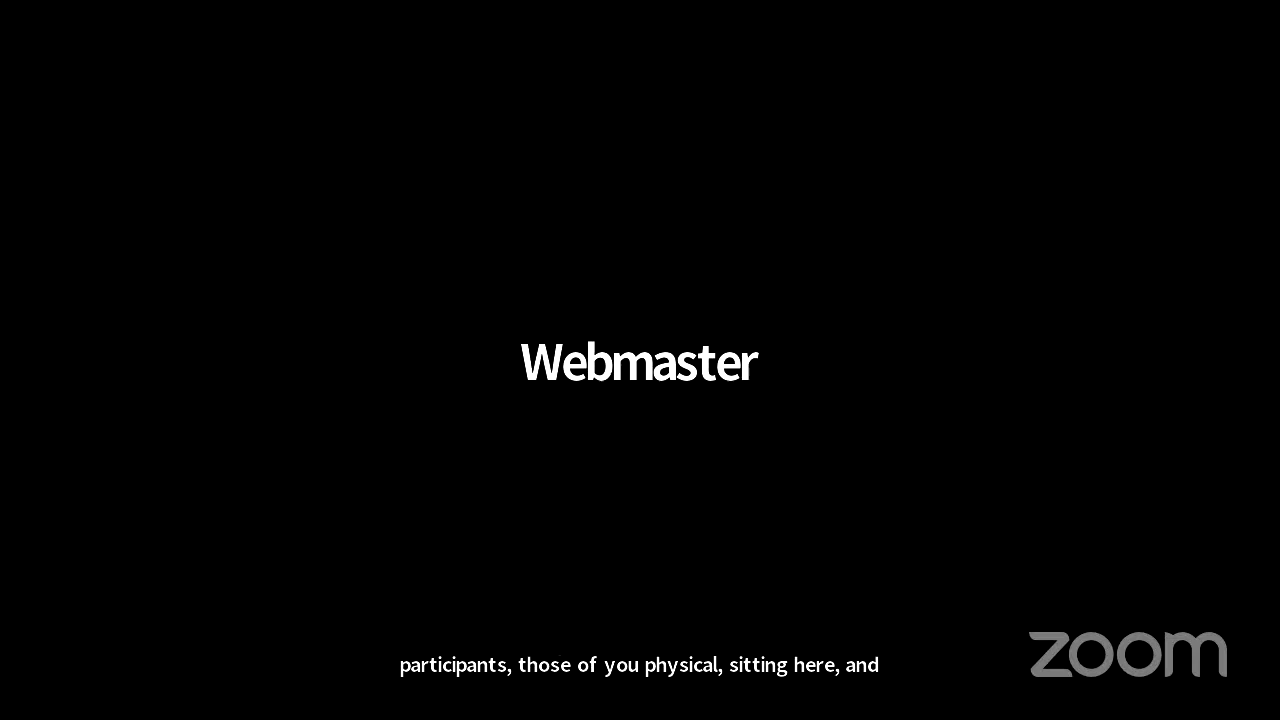 Webmaster
participants, those of you physical, sitting here, and
zoom